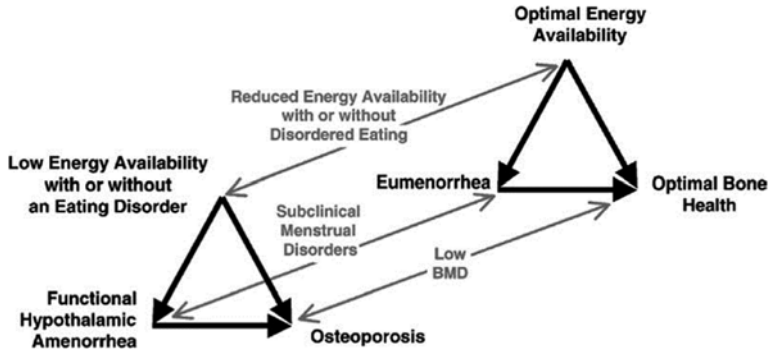 Optimal Energy
Availability
Reduced Energy Availability
with or without
Disordered Eating
Low Energy Availability
with or without
an Eating Disorder
Eumenorrhea
Optimal Bone
Health
Subclinical
Menstrual
Disorders
Low
BMD
Functional
Hypothalamic
Amenorrhea
Osteoporosis